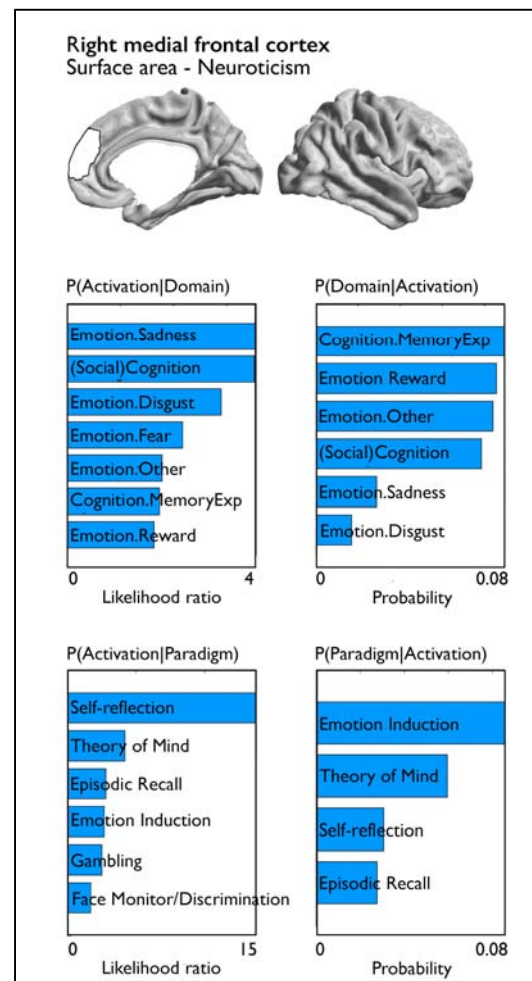 Right medial frontal cortex
Surface area - Neuroticism
P(Activation|Domain)
Emotion.Sadness
(Social)Cognition
Emotion.Disgust
Emotion.Fear
Emotion.Other
Cognition.MemoryExp
Emotion.Reward
0 4
Likelihood ratio
P(Domain|Activation)
Cognition.MemoryExp
Emotion Reward
Emotion.Other
(Social)Cognition
Emotion.Sadness
Emotion.Disgust
0 0.08
Probability
P(Activation|Paradigm)
Self-reflection
Theory of Mind
Episodic Recall
Emotion Induction
Gambling
Face Monitor/Discrimination
0 15
Likelihood ratio
P(Paradigm|Activation)
Emotion Induction
Theory of Mind
Self-reflection
Episodic Recall
0 0.08
Probability